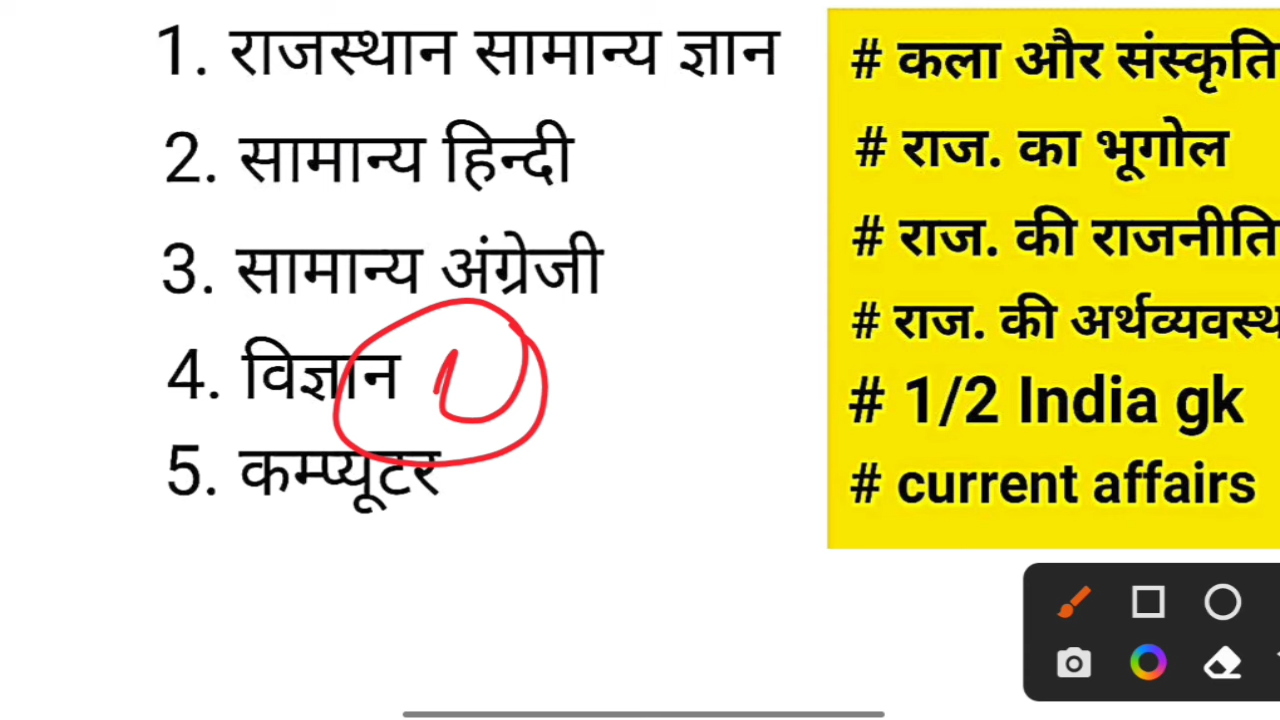 1. राजस्थान सामान्य ज्ञान
2. सामान्य हिन्दी
3. सामान्य अंग्रेजी
4. विज्ञान
5. कम्प्यूटर
# कला और संस्कृति
# राज. का भूगोल
# राज. की राजनीति
# राज. की
# 1/2 India gk
# current affairs